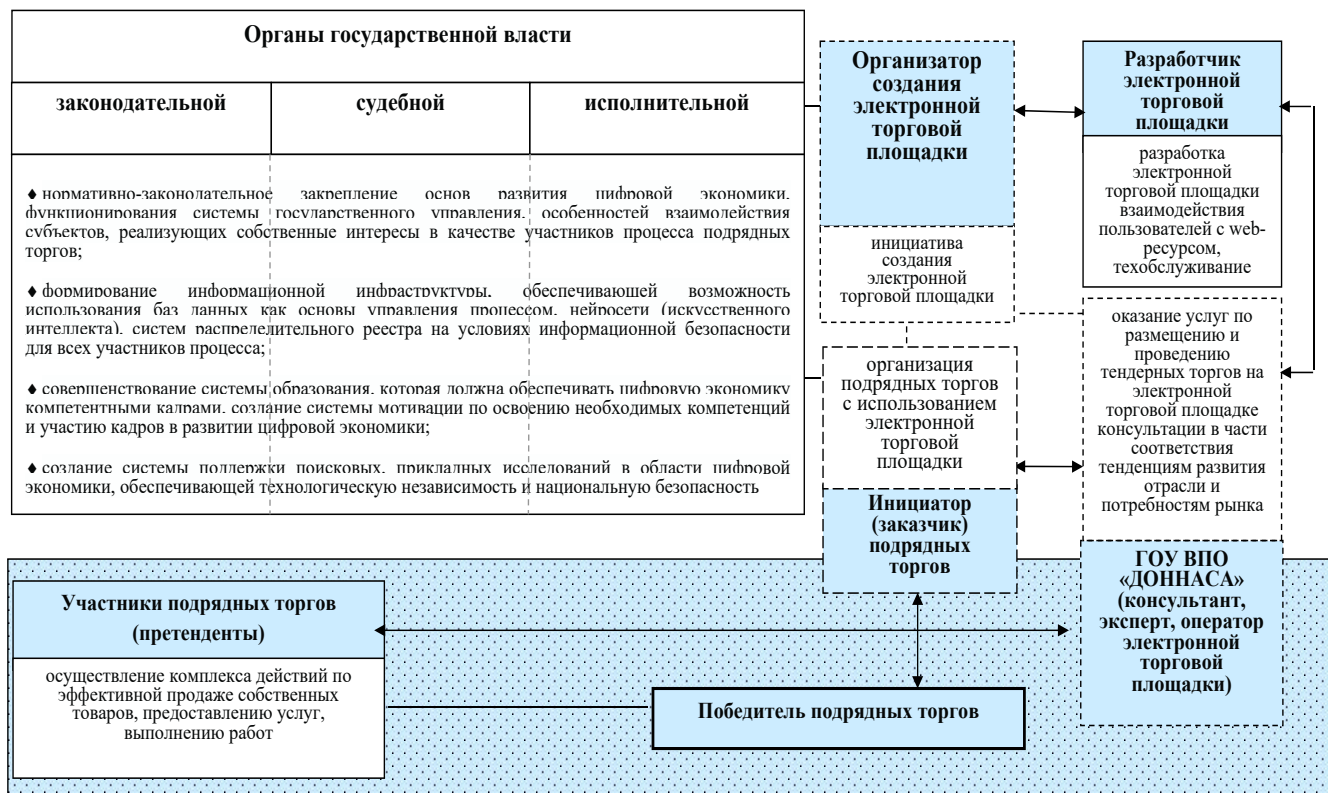 Органы государственной власти
законодательной
судебной
исполнительной
♦ нормативно-законодательное закрепление основ развития цифровой экономики,
функционирования системы государственного управления, особенностей взаимодействия
субъектов, реализующих собственные интересы в качестве участников процесса подрядных
торгов;
♦ формирование информационной инфраструктуры, обеспечивающей возможность
использования баз данных как основы управления процессом, нейросети (искусственного
интеллекта), систем распределительного реестра на условиях информационной безопасности
для всех участников процесса;
♦ совершенствование системы образования, которая должна обеспечивать цифровую экономику
компетентными кадрами, создание системы мотивации по освоению необходимых компетенций
и участию кадров в развитии цифровой экономики;
♦ создание системы поддержки поисковых, прикладных исследований в области цифровой
экономики, обеспечивающей технологическую независимость и национальную безопасность
Организатор
создания
электронной
торговой
площадки
инициатива
создания
электронной
торговой площадки
Разработчик
электронной
торговой
площадки
разработка
электронной
торговой площадки
взаимодействия
пользователей с web-
ресурсом,
техобслуживание
организация
подрядных торгов
с использованием
электронной
торговой
площадки
Инициатор
(заказчик)
подрядных
торгов
оказание услуг по
размещению и
проведению
тендерных торгов на
электронной
торговой площадке
консультации в части
соответствия
тенденциям развития
отрасли и
потребностям рынка
ГОУ ВПО
«ДОННАСА»
(консультант,
эксперт, оператор
электронной
торговой
площадки)
Участники подрядных торгов
(претенденты)
осуществление комплекса действий по
эффективной продаже собственных
товаров, предоставлению услуг,
выполнению работ
Победитель подрядных торгов